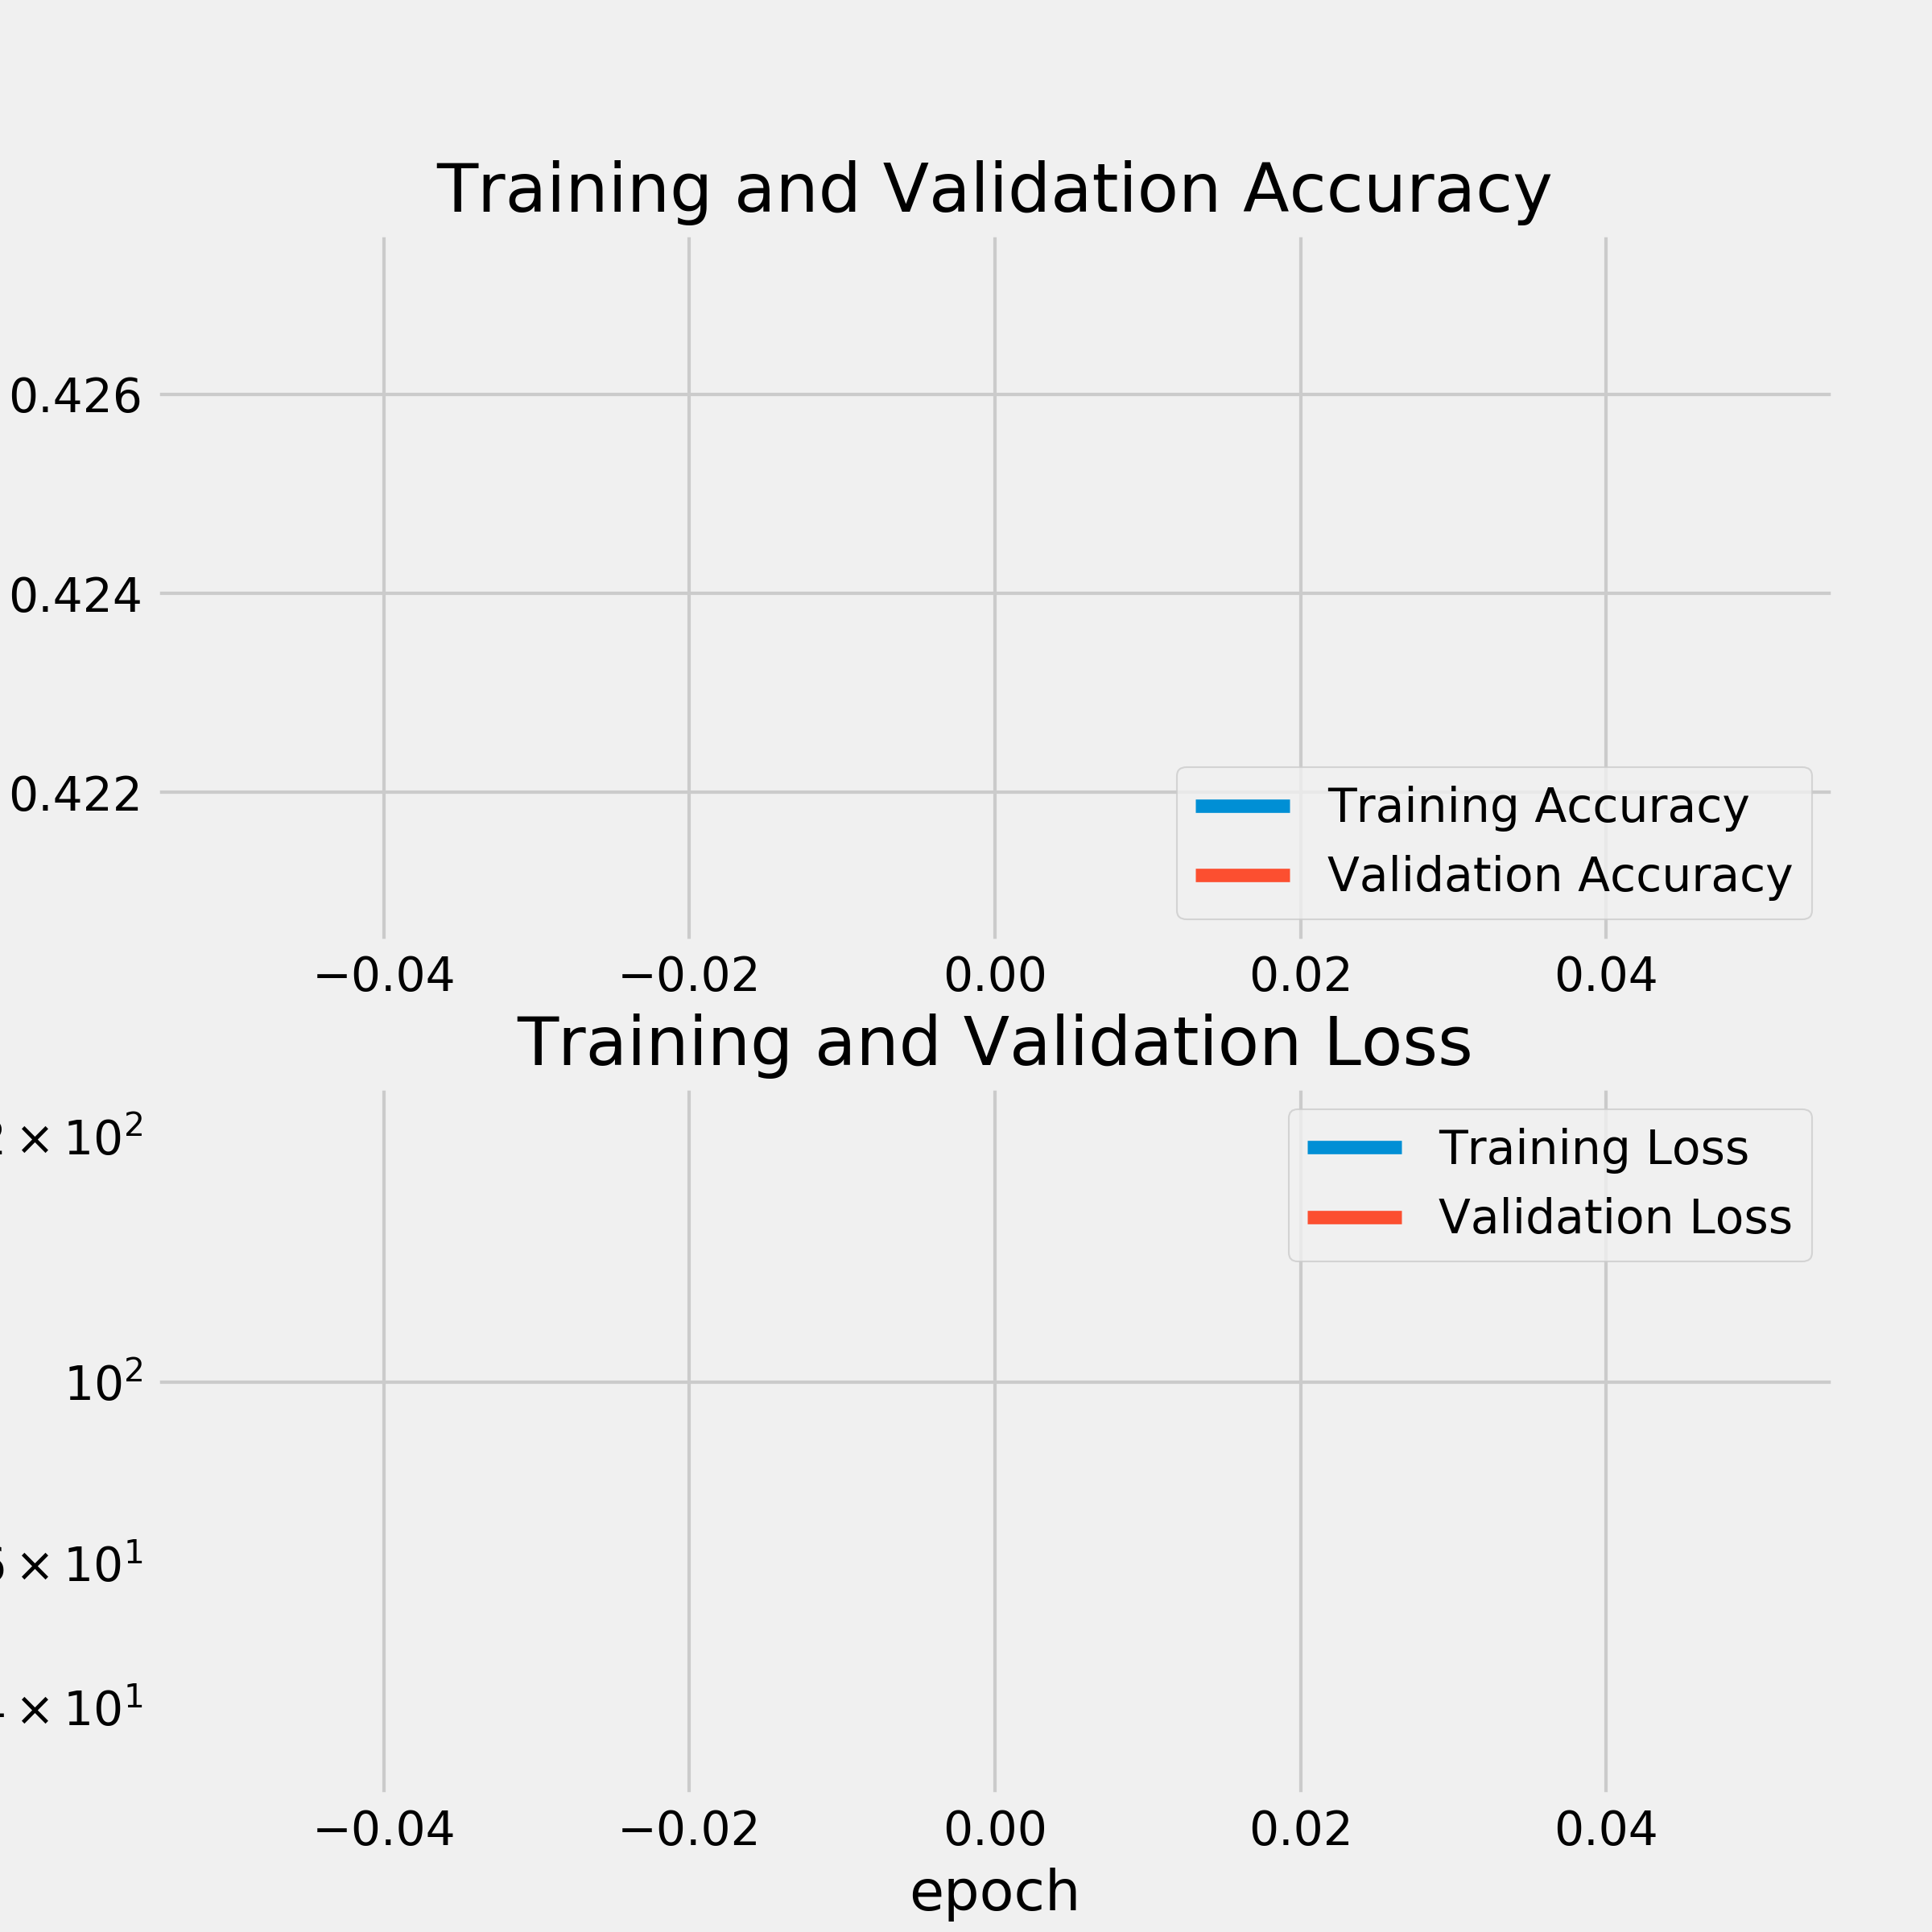 Training and Validation Accuracy
0.426
0.424
0.422
Training Accuracy
Validation Accuracy
−0.04 −0.02 0.00 0.02 0.04
Training and Validation Loss
2 × 10²
Training Loss
Validation Loss
10²
× 10¹
× 10¹
−0.04 −0.02 0.00 0.02 0.04
epoch